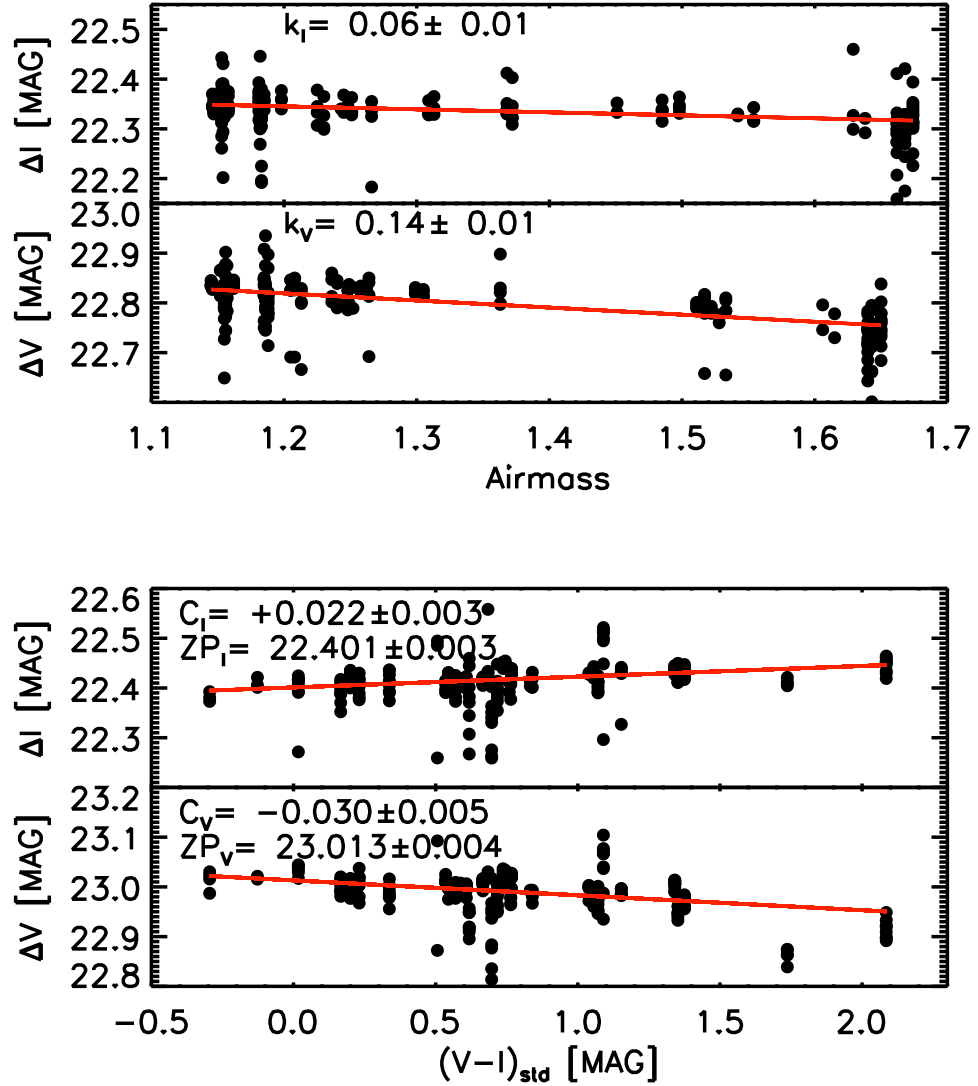 k_I= 0.06± 0.01
22.5
22.4
22.3
22.2
ΔI [MAG]
k_V= 0.14± 0.01
23.0
22.9
22.8
22.7
ΔV [MAG]
1.1 1.2 1.3 1.4 1.5 1.6 1.7
Airmass
22.6
22.5
22.4
22.3
ΔI [MAG]
C_I= +0.022±0.003
ZP_I= 22.401±0.003
23.2
23.1
23.0
22.9
22.8
ΔV [MAG]
C_V= −0.030±0.005
ZP_V= 23.013±0.004
−0.5 0.0 0.5 1.0 1.5 2.0
(V−I)_std [MAG]